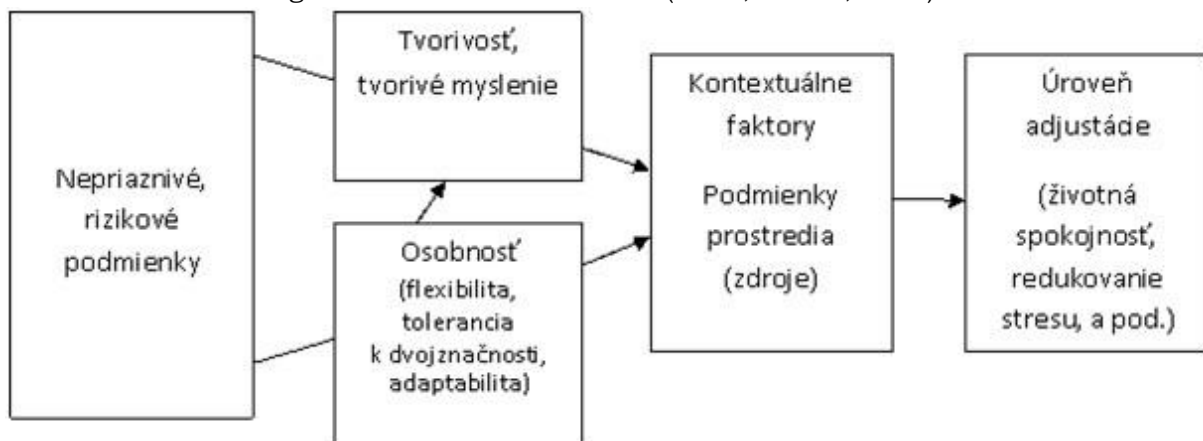 Nepriaznivé,
rizikové
podmienky
Tvorivosť,
tvorivé myslenie
Osobnosť
(flexibilita,
tolerancia
k dvojznačnosti,
adaptabilita)
Kontextuálne
faktory
Podmienky
prostredia
(zdroje)
Úroveň
adjustácie
(životná
spokojnosť,
redukovanie
stresu, a pod.)